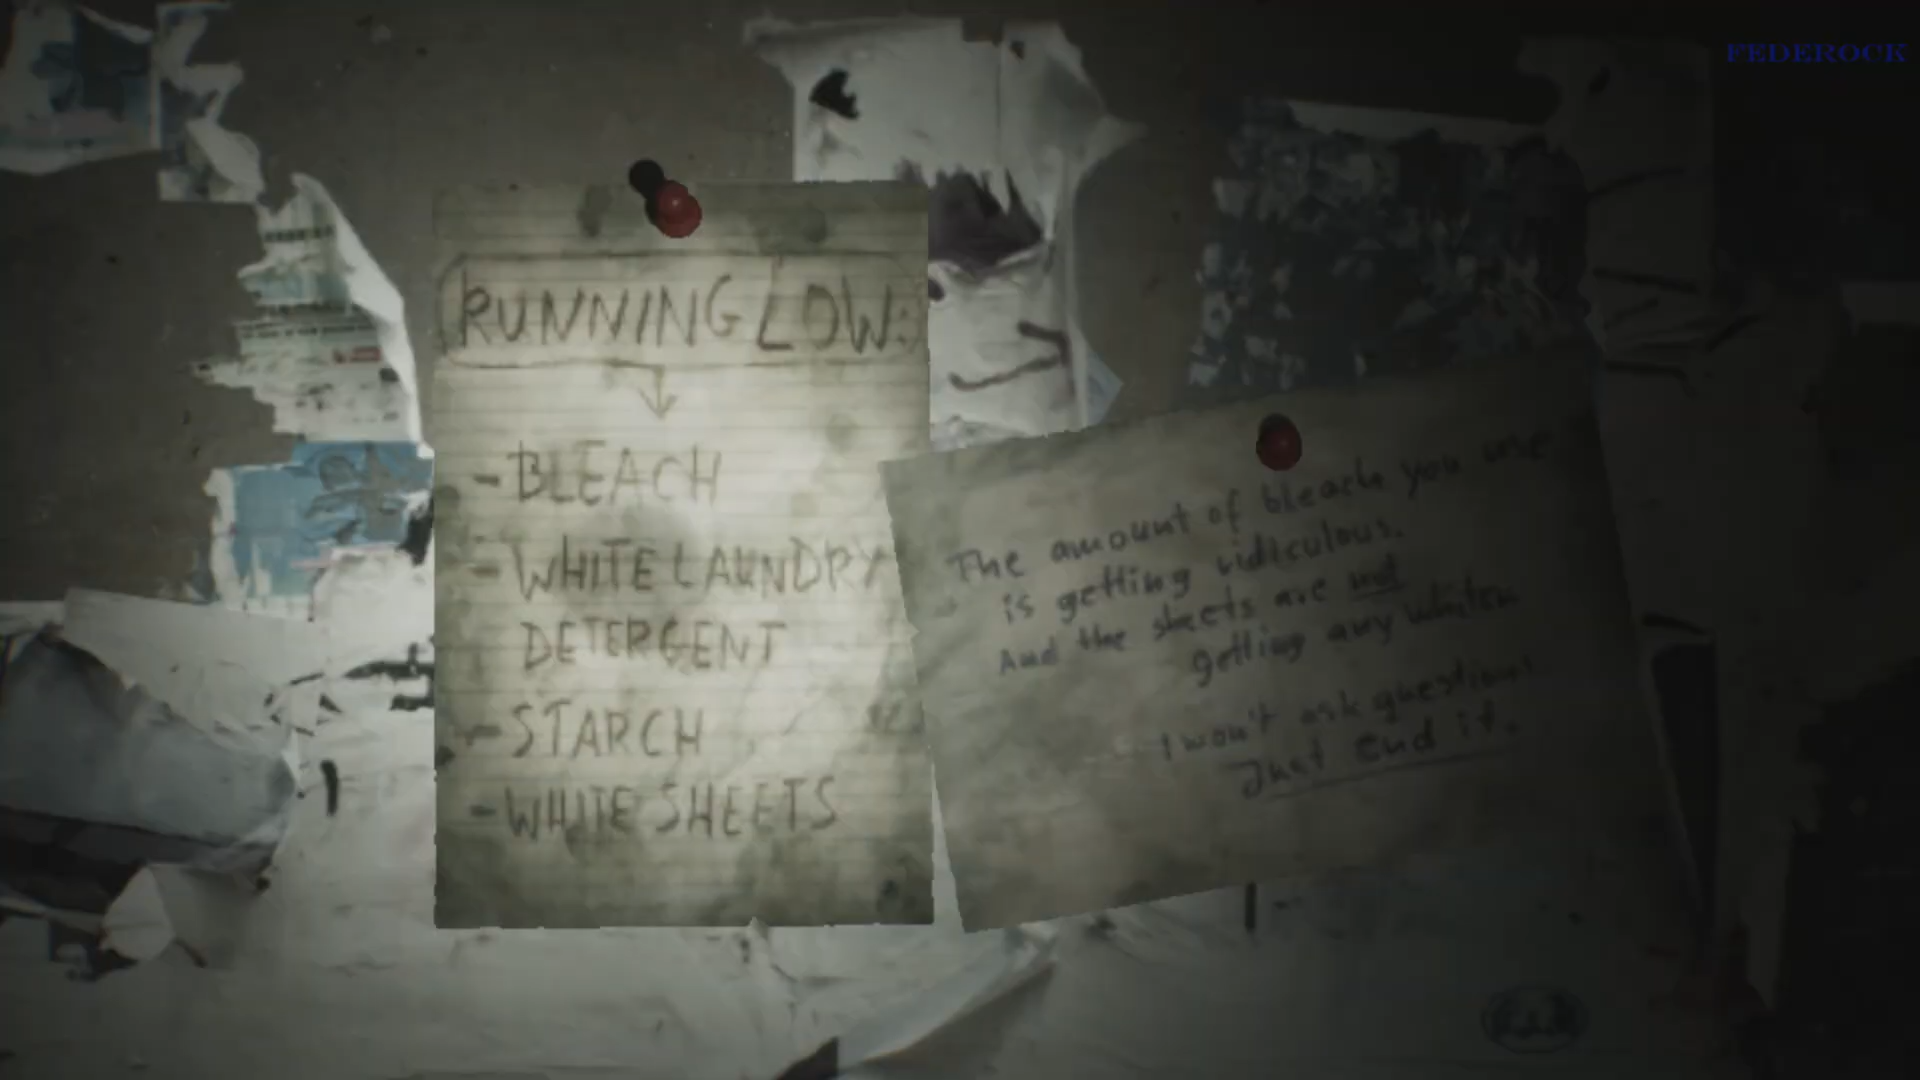 FEDEROCK
RUNNING LOW:
- BLEACH
- WHITE LAUNDRY
DETERGENT
- STARCH
- WHITE SHEETS
The amount of bleach you use
is getting ridiculous.
And the sheets are not
getting any whiter.
I won't ask questions
Just end it.